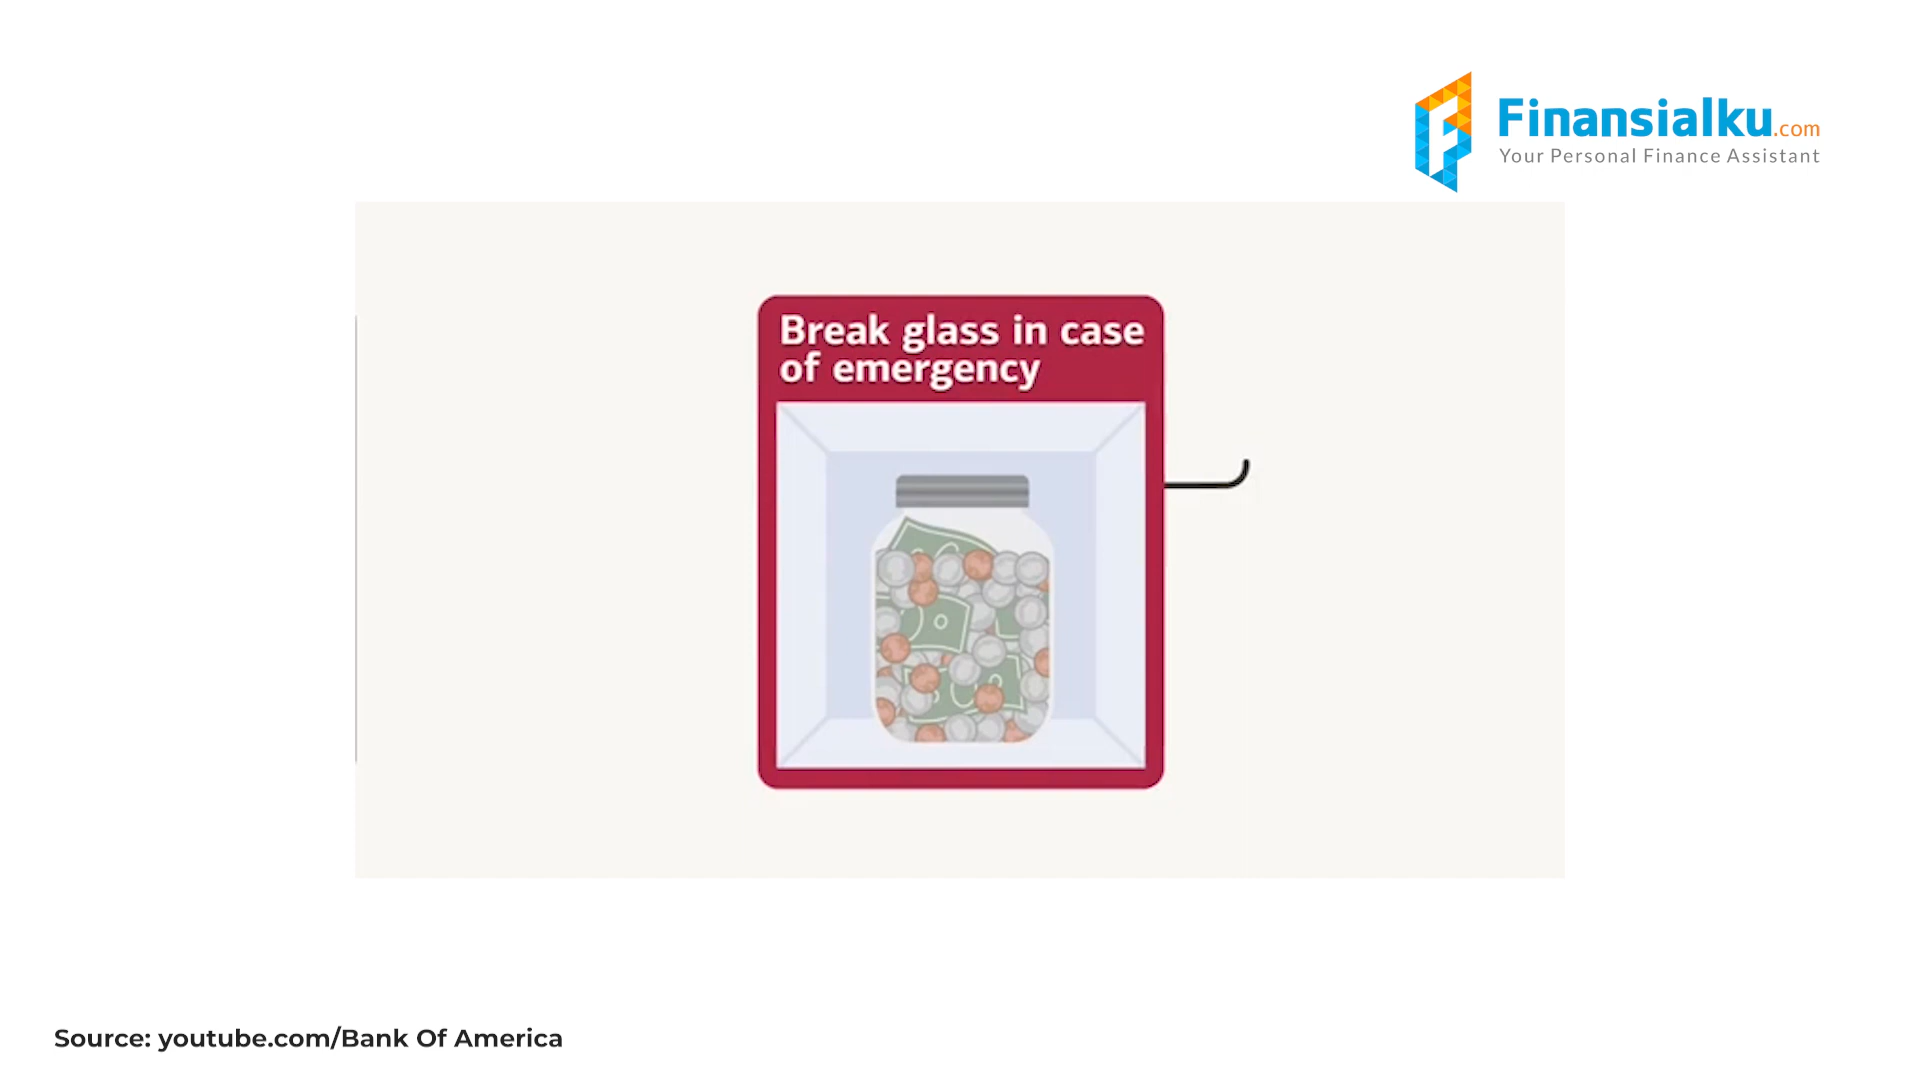 Finansialku.com
Your Personal Finance Assistant
Break glass in case
of emergency
Source: youtube.com/Bank Of America